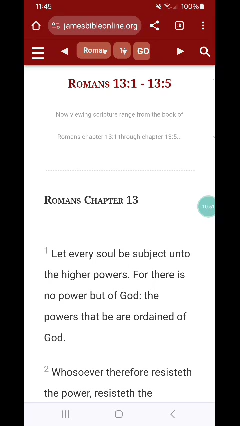 11:45
100%
jamesbibleonline.org
Roma
GO
ROMANS 13:1 - 13:5
Now viewing scripture range from the book of
Romans chapter 13:1 through chapter 13:5..
ROMANS CHAPTER 13
1 Let every soul be subject unto
the higher powers. For there is
no power but of God: the
powers that be are ordained of
God.
2 Whosoever therefore resisteth
the power, resisteth the